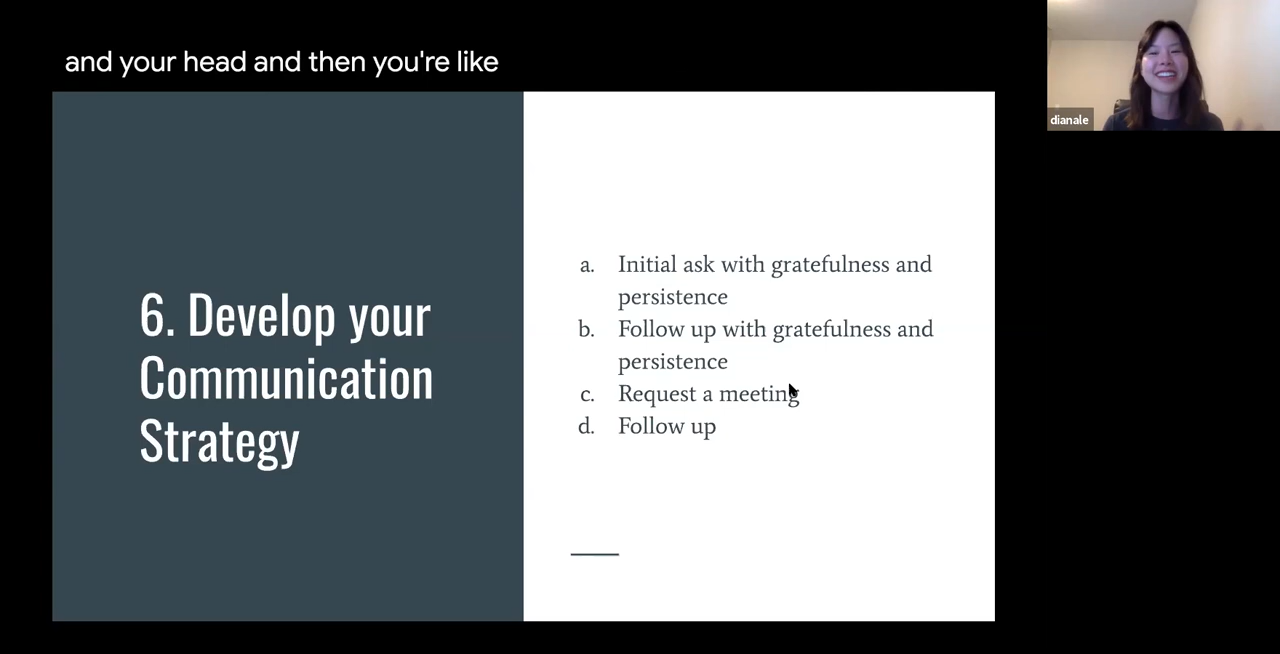 and your head and then you're like
dianale
6. Develop your
Communication
Strategy
a. Initial ask with gratefulness and
persistence
b. Follow up with gratefulness and
persistence
c. Request a meeting
d. Follow up